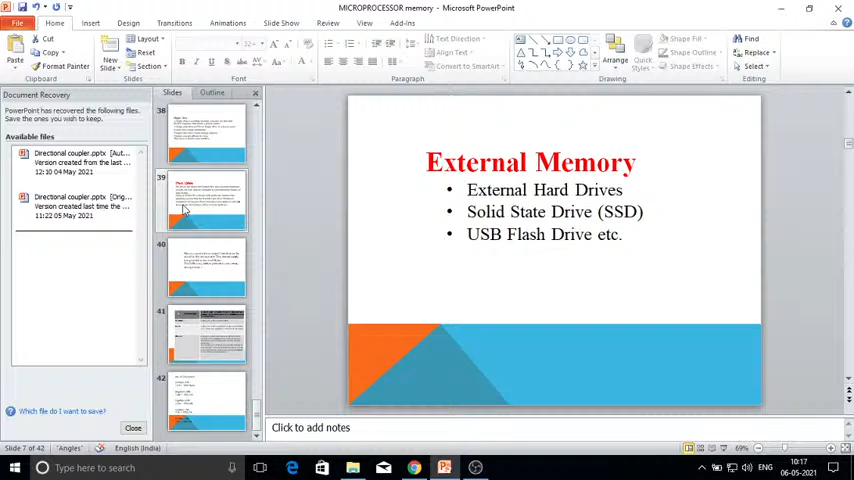 MICROPROCESSOR memory - Microsoft PowerPoint
File Home Insert Design Transitions Animations Slide Show Review View Add-Ins
Cut
Copy
Format Painter
Paste
Clipboard
New
Slide
Layout
Reset
Section
Slides
32
B I U S abc AV Aa A
Font
Text Direction
Align Text
Convert to SmartArt
Paragraph
Arrange
Quick
Styles
Shape Fill
Shape Outline
Shape Effects
Drawing
Find
Replace
Select
Editing
Document Recovery
PowerPoint has recovered the following files.
Save the ones you wish to keep.
Available files
Directional coupler.pptx [Aut...
Version created from the last ...
12:10 04 May 2021
Directional coupler.pptx [Orig...
Version created last time the ...
11:22 05 May 2021
Which file do I want to save?
Close
Slides Outline
38
39
40
41
42
External Memory
• External Hard Drives
• Solid State Drive (SSD)
• USB Flash Drive etc.
Click to add notes
Slide 7 of 42 "Angles" English (India) 69%
Type here to search
ENG
10:17
06-05-2021